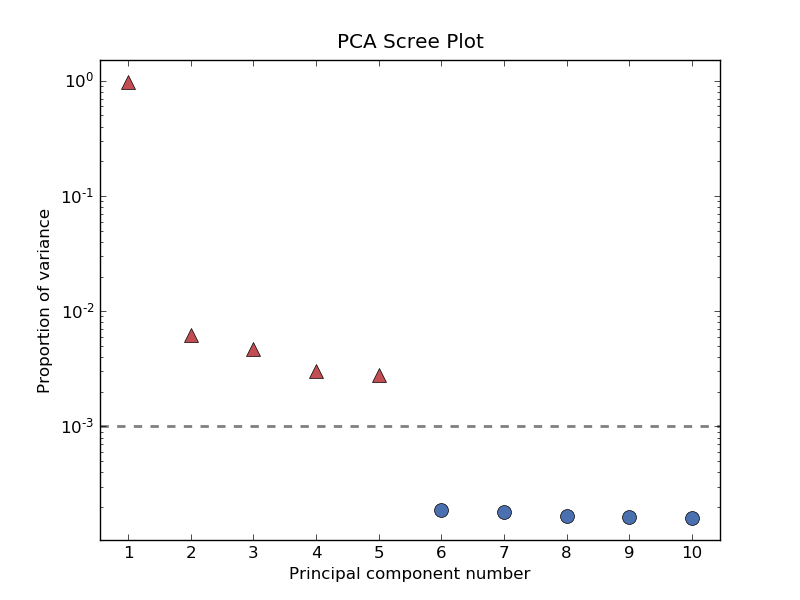 PCA Scree Plot
Proportion of variance
10^0
10^-1
10^-2
10^-3
1 2 3 4 5 6 7 8 9 10
Principal component number